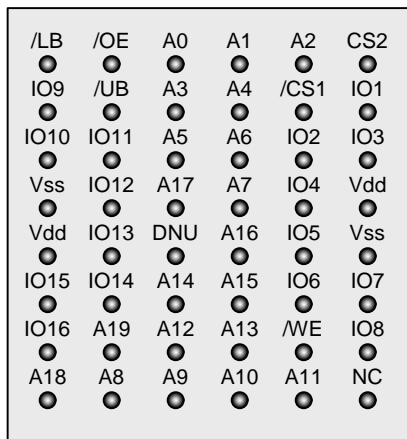 /LB /OE A0 A1 A2 CS2
IO9 /UB A3 A4 /CS1 IO1
IO10 IO11 A5 A6 IO2 IO3
Vss IO12 A17 A7 IO4 Vdd
Vdd IO13 DNU A16 IO5 Vss
IO15 IO14 A14 A15 IO6 IO7
IO16 A19 A12 A13 /WE IO8
A18 A8 A9 A10 A11 NC